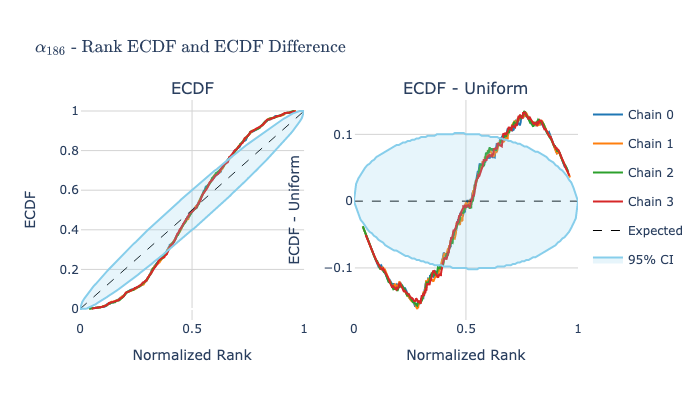 α₁₈₆ - Rank ECDF and ECDF Difference
ECDF
ECDF - Uniform
1
0.8
0.6
0.4
0.2
0
0
0.5
1
ECDF
Normalized Rank
0.1
0
−0.1
0
0.5
1
ECDF - Uniform
Normalized Rank
Chain 0
Chain 1
Chain 2
Chain 3
Expected
95% CI